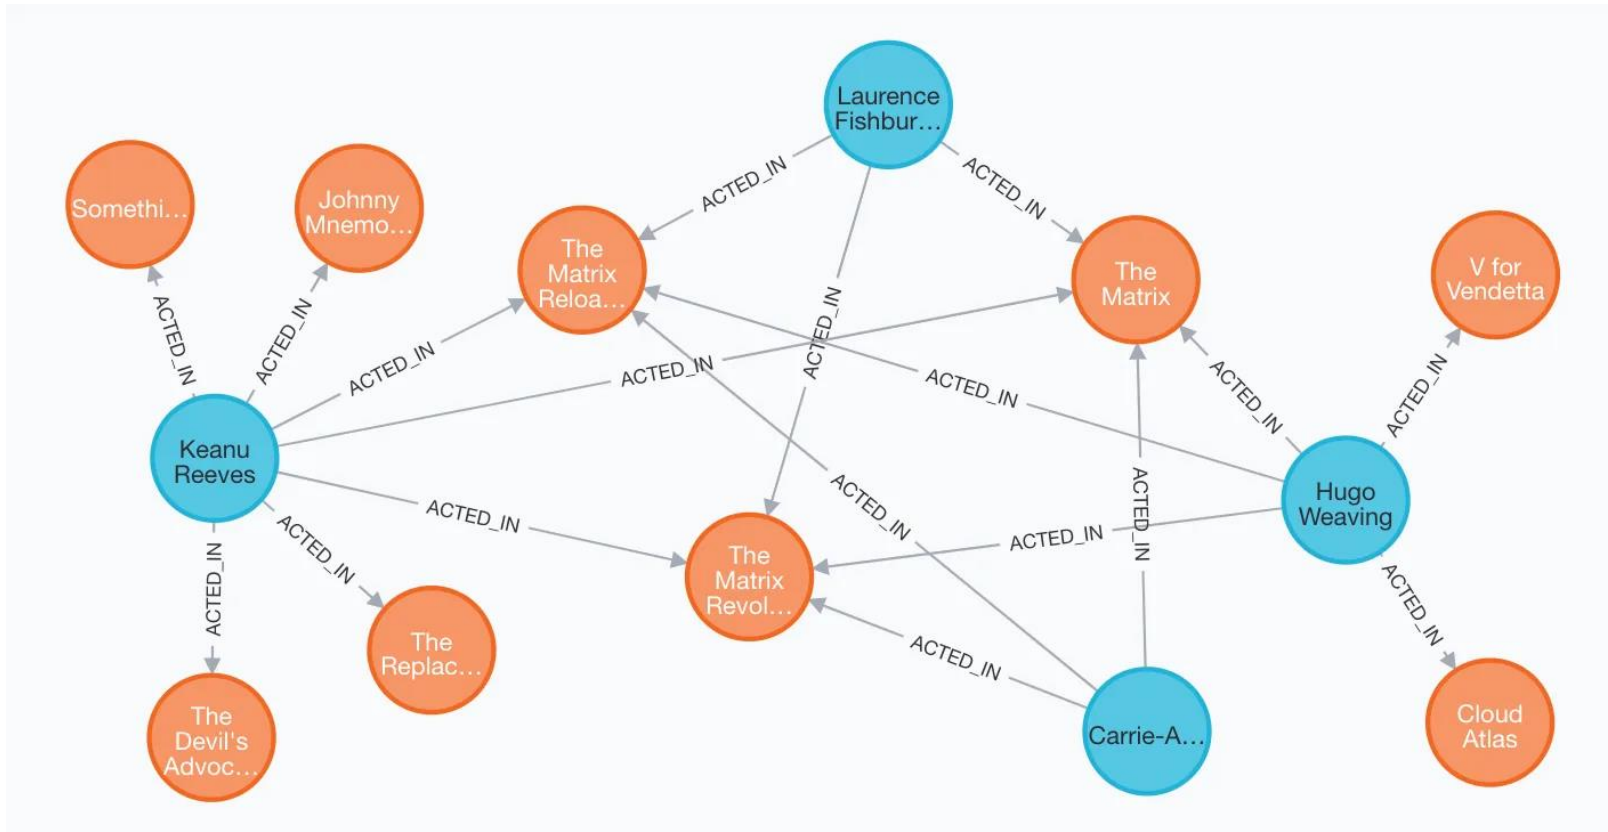 Laurence
Fishbur...
ACTED_IN
ACTED_IN
ACTED_IN
Somethi...
Johnny
Mnemo...
The
Matrix
Reloa...
The
Matrix
V for
Vendetta
ACTED_IN
ACTED_IN
ACTED_IN
ACTED_IN
ACTED_IN
ACTED_IN
ACTED_IN
Keanu
Reeves
ACTED_IN
ACTED_IN
ACTED_IN
Hugo
Weaving
ACTED_IN
ACTED_IN
ACTED_IN
ACTED_IN
The
Matrix
Revol...
ACTED_IN
ACTED_IN
The
Replac...
The
Devil's
Advoc...
Carrie-A...
Cloud
Atlas